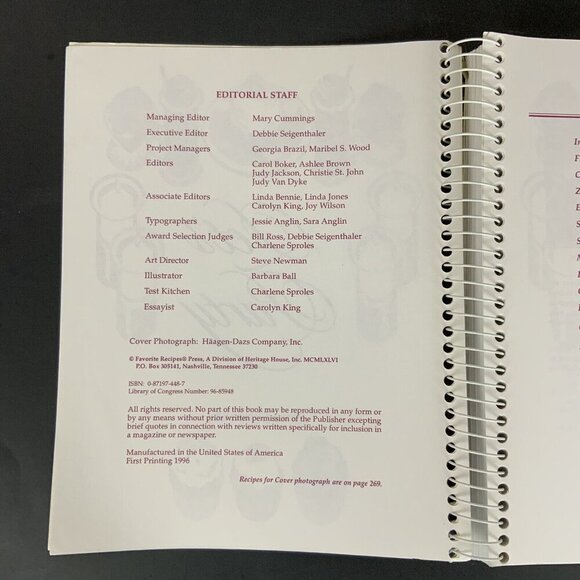 EDITORIAL STAFF
Managing Editor Mary Cummings
Executive Editor Debbie Seigenthaler
Project Managers Georgia Brazil, Maribel S. Wood
Editors Carol Boker, Ashlee Brown
Judy Jackson, Christie St. John
Judy Van Dyke
Associate Editors Linda Bennie, Linda Jones
Carolyn King, Joy Wilson
Typographers Jessie Anglin, Sara Anglin
Award Selection Judges Bill Ross, Debbie Seigenthaler
Charlene Sproles
Art Director Steve Newman
Illustrator Barbara Ball
Test Kitchen Charlene Sproles
Essayist Carolyn King
Cover Photograph: Häagen-Dazs Company, Inc.
© Favorite Recipes® Press, A Division of Heritage House, Inc. MCMLXLVI
P.O. Box 305141, Nashville, Tennessee 37230
ISBN: 0-87197-448-7
Library of Congress Number: 96-85948
All rights reserved. No part of this book may be reproduced in any form or
by any means without prior written permission of the Publisher excepting
brief quotes in connection with reviews written specifically for inclusion in
a magazine or newspaper.
Manufactured in the United States of America
First Printing 1996
Recipes for Cover photograph are on page 269.